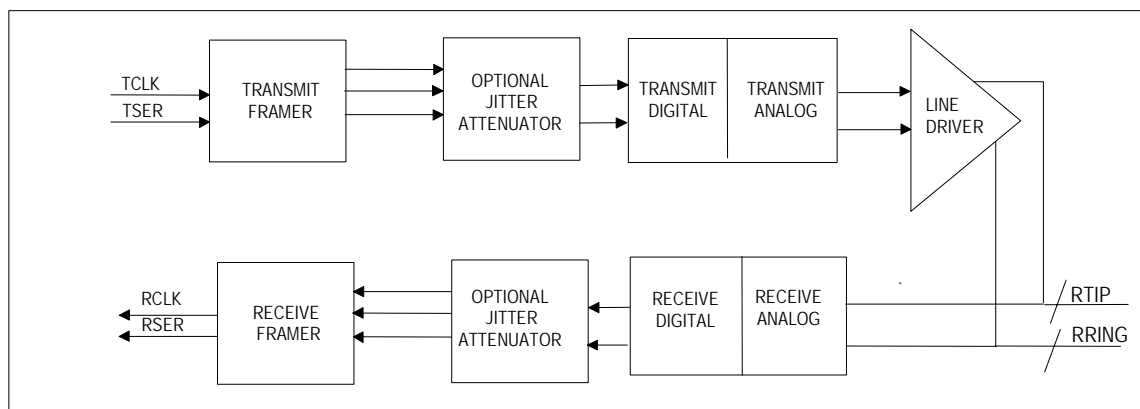 TCLK
TSER
TRANSMIT
FRAMER
OPTIONAL
JITTER
ATTENUATOR
TRANSMIT
DIGITAL
TRANSMIT
ANALOG
LINE
DRIVER
RCLK
RSER
RECEIVE
FRAMER
OPTIONAL
JITTER
ATTENUATOR
RECEIVE
DIGITAL
RECEIVE
ANALOG
RTIP
RRING